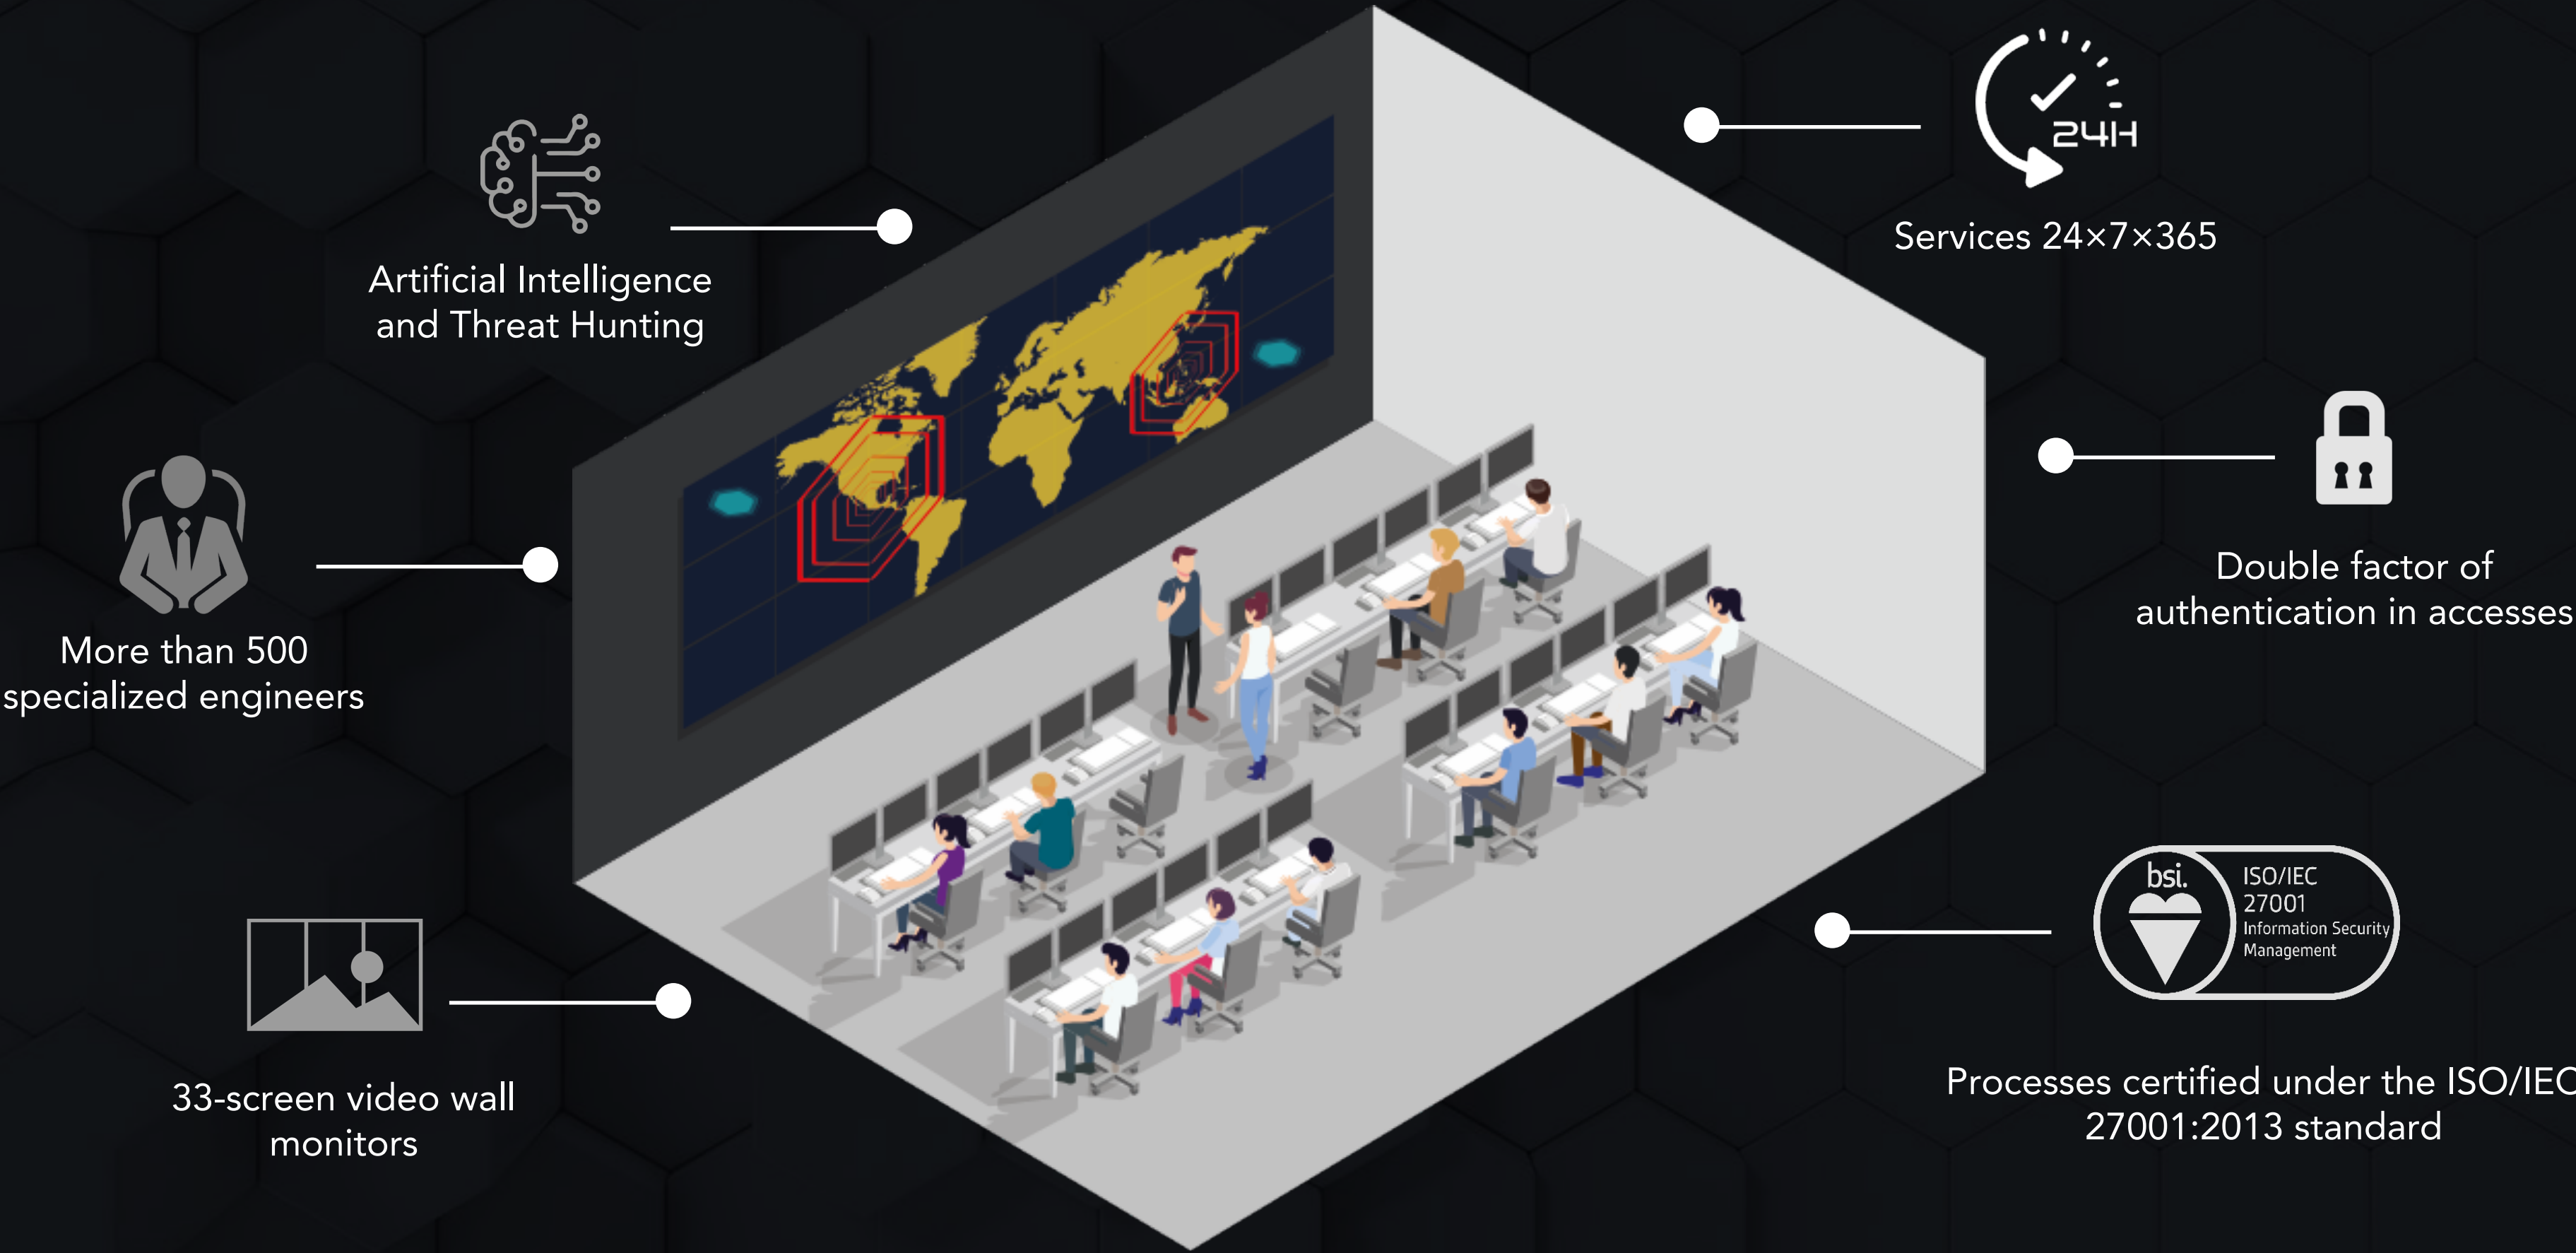 24H
Services 24×7×365
Artificial Intelligence
and Threat Hunting
Double factor of
authentication in accesses
More than 500
specialized engineers
bsi.
ISO/IEC
27001
Information Security
Management
33-screen video wall
monitors
Processes certified under the ISO/IEC
27001:2013 standard